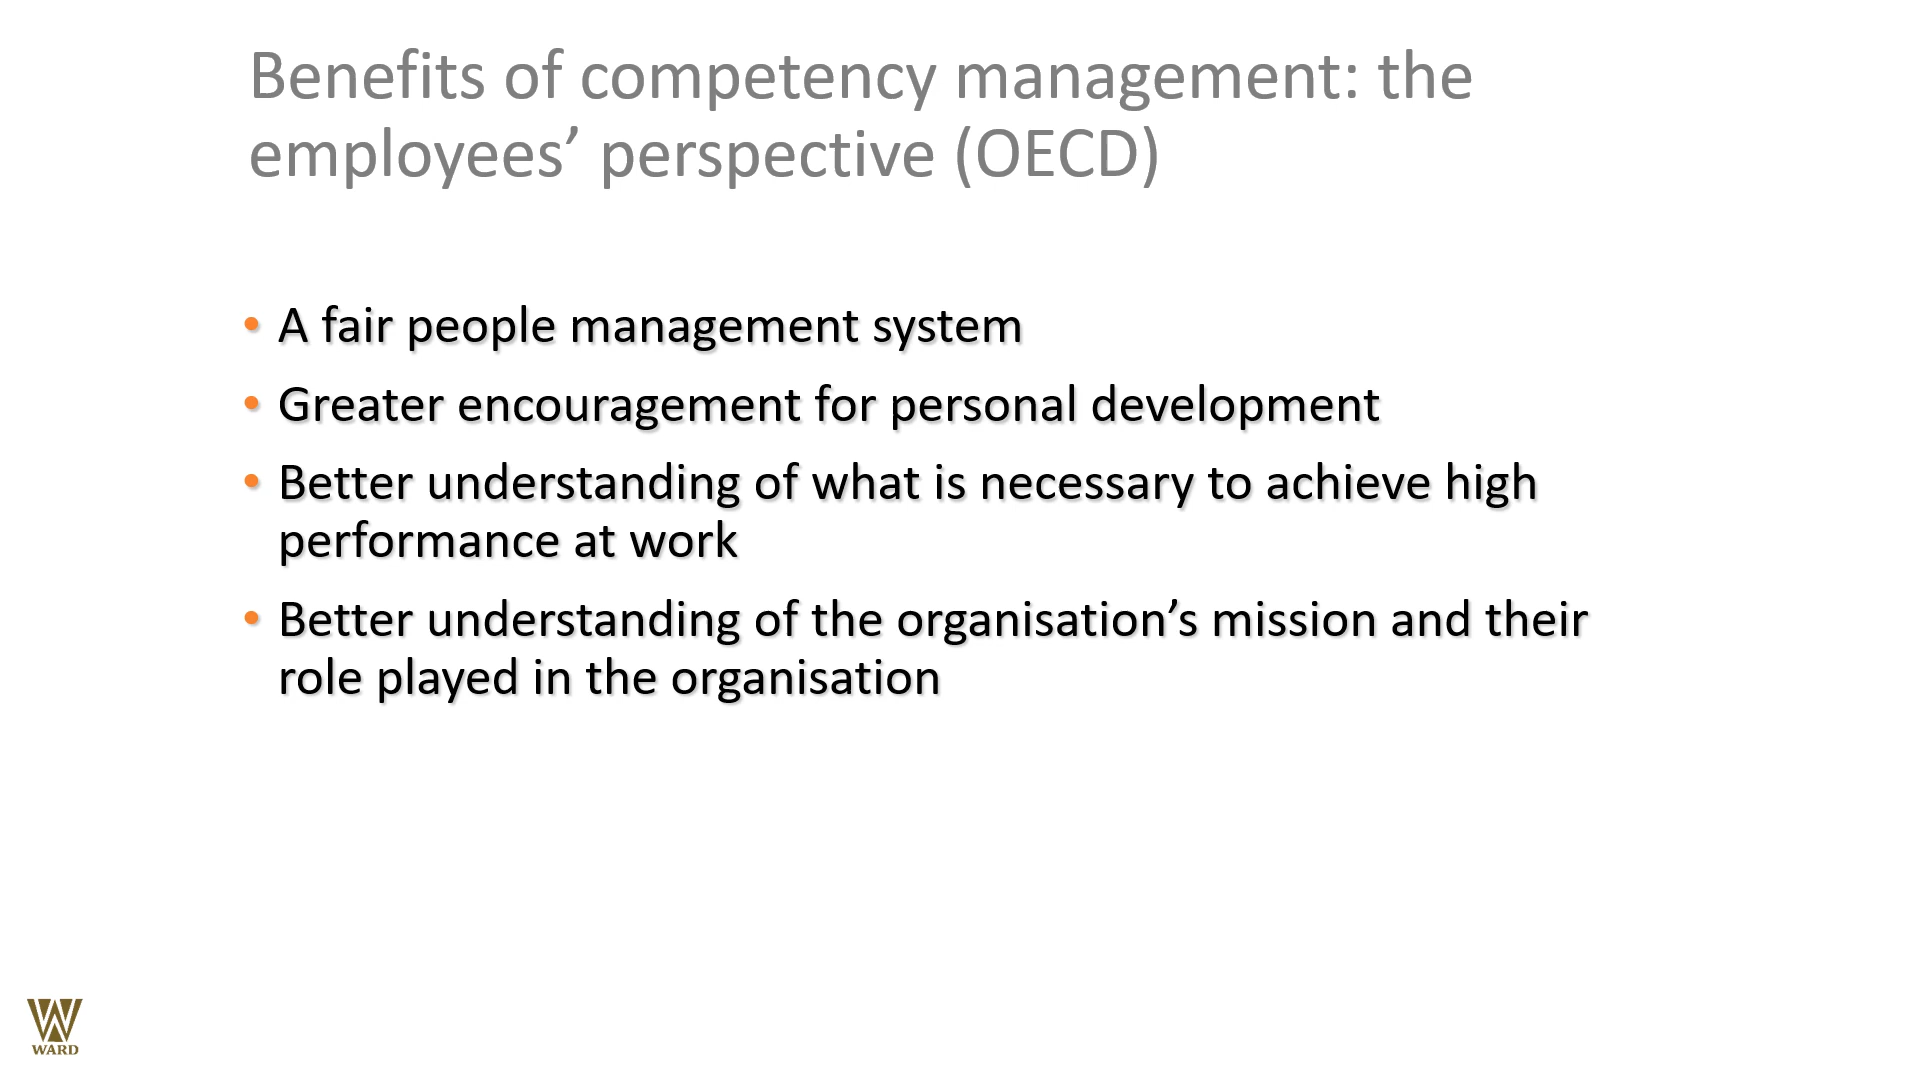 Benefits of competency management: the
employees’ perspective (OECD)
• A fair people management system
• Greater encouragement for personal development
• Better understanding of what is necessary to achieve high
performance at work
• Better understanding of the organisation’s mission and their
role played in the organisation
WARD